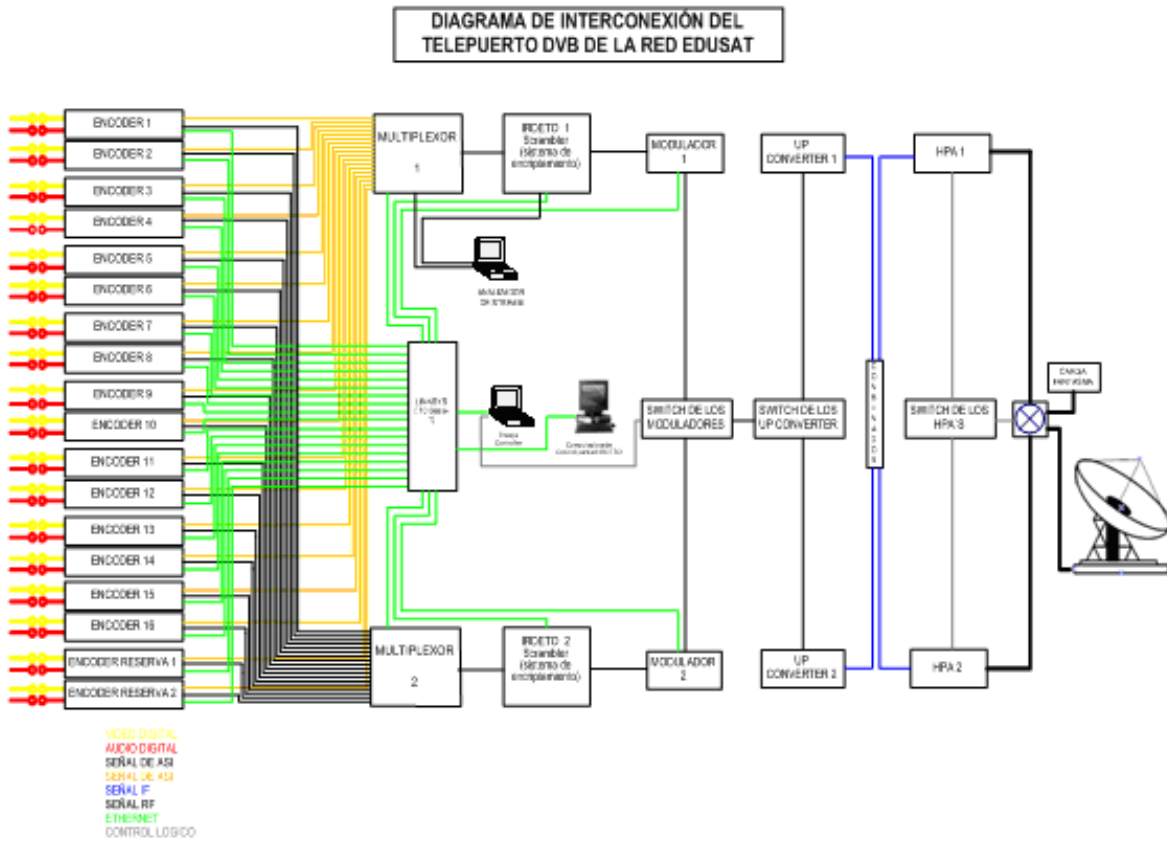 DIAGRAMA DE INTERCONEXIÓN DEL
TELEPUERTO DVB DE LA RED EDUSAT
ENCODER 1
ENCODER 2
ENCODER 3
ENCODER 4
ENCODER 5
ENCODER 6
ENCODER 7
ENCODER 8
ENCODER 9
ENCODER 10
ENCODER 11
ENCODER 12
ENCODER 13
ENCODER 14
ENCODER 15
ENCODER 16
ENCODER RESERVA 1
ENCODER RESERVA 2
MULTIPLEXOR
1
IRDETO 1
Scrambler
(sistema de
encriptamiento)
MODULADOR
1
UP
CONVERTER 1
HPA 1
SWITCH DE LOS
MODULADORES
SWITCH DE LOS
UP CONVERTER
COMBINADOR
SWITCH DE LOS
HPA'S
CARGA
FANTASMA
MULTIPLEXOR
2
IRDETO 2
Scrambler
(sistema de
encriptamiento)
MODULADOR
2
UP
CONVERTER 2
HPA 2
VIDEO DIGITAL
AUDIO DIGITAL
SEÑAL DE ASI
SEÑAL DE ASI
SEÑAL IF
SEÑAL RF
ETHERNET
CONTROL LOGICO